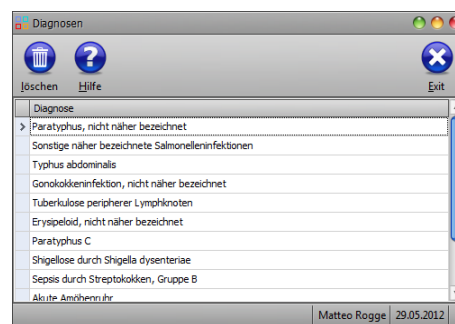 Diagnosen
löschen Hilfe Exit
Diagnose
Paratyphus, nicht näher bezeichnet
Sonstige näher bezeichnete Salmonelleninfektionen
Typhus abdominalis
Gonokokkeninfektion, nicht näher bezeichnet
Tuberkulose peripherer Lymphknoten
Erysipeloid, nicht näher bezeichnet
Paratyphus C
Shigellose durch Shigella dysenteriae
Sepsis durch Streptokokken, Gruppe B
Akute Amöbenruhr
Matteo Rogge 29.05.2012